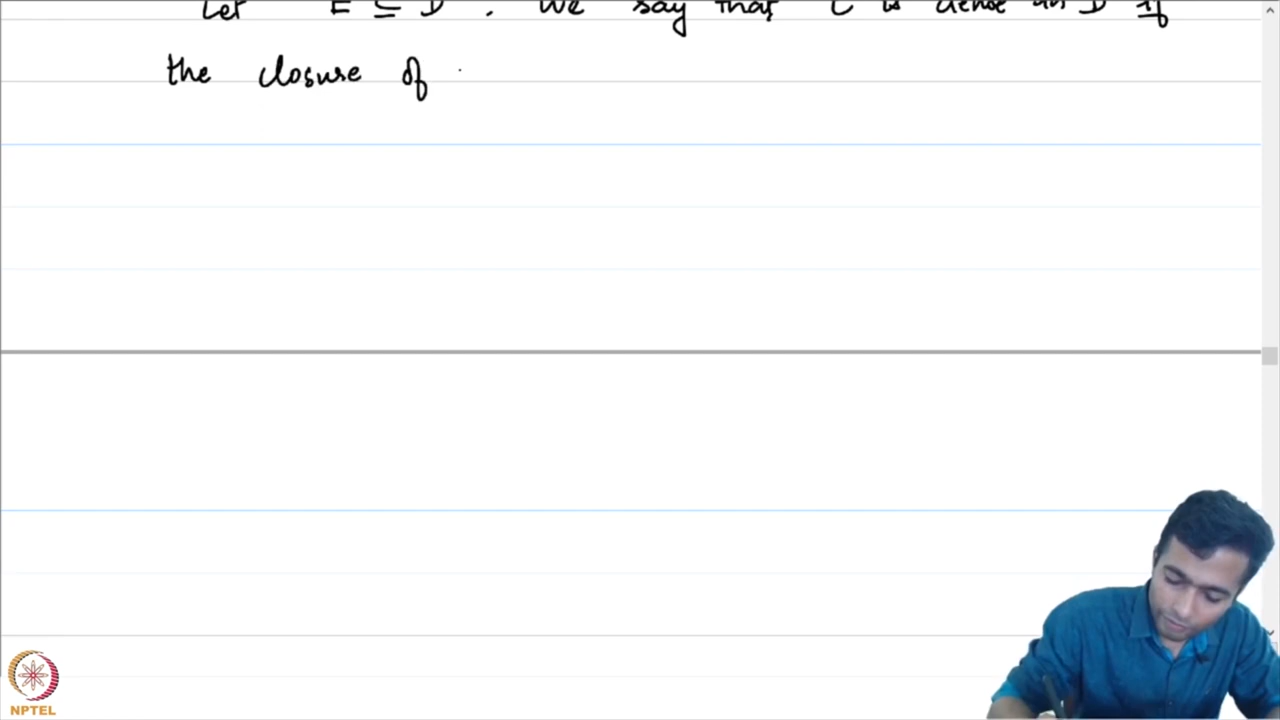 Let E ⊆ D . We say that E is dense in D if
the closure of
NPTEL